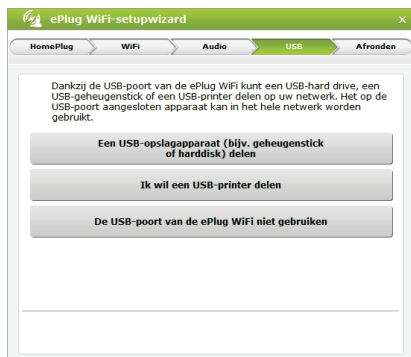 ePlug WiFi-setupwizard
HomePlug WiFi Audio USB Afronden
Dankzij de USB-poort van de ePlug WiFi kunt een USB-hard drive, een
USB-geheugenstick of een USB-printer delen op uw netwerk. Het op de
USB-poort aangesloten apparaat kan in het hele netwerk worden
gebruikt.
Een USB-opslagapparaat (bijv. geheugenstick
of harddisk) delen
Ik wil een USB-printer delen
De USB-poort van de ePlug WiFi niet gebruiken